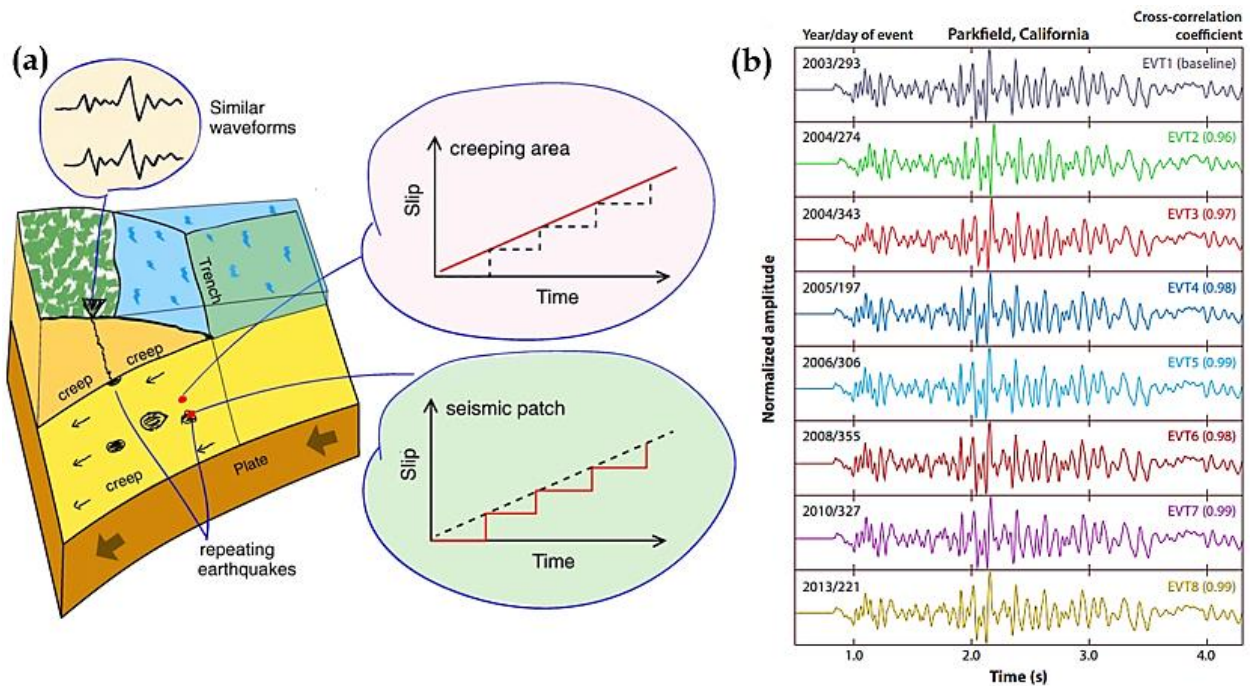 (a)
Similar
waveforms
Trench
creep
creep
creep
Plate
repeating
earthquakes
creeping area
Slip
Time
seismic patch
Slip
Time
(b)
Year/day of event
Parkfield, California
Cross-correlation
coefficient
Normalized amplitude
2003/293
EVT1 (baseline)
2004/274
EVT2 (0.96)
2004/343
EVT3 (0.97)
2005/197
EVT4 (0.98)
2006/306
EVT5 (0.99)
2008/355
EVT6 (0.98)
2010/327
EVT7 (0.99)
2013/221
EVT8 (0.99)
1.0 2.0 3.0 4.0
Time (s)